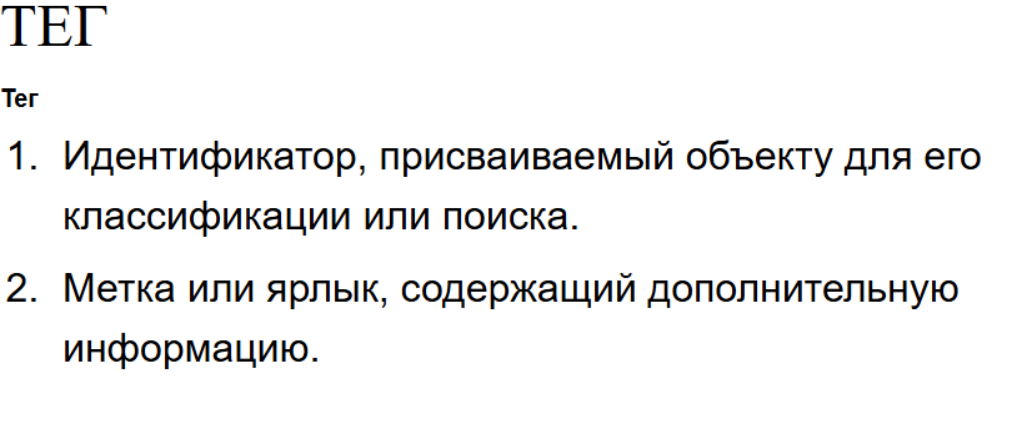 ТЕГ
Тег
1. Идентификатор, присваиваемый объекту для его
классификации или поиска.
2. Метка или ярлык, содержащий дополнительную
информацию.